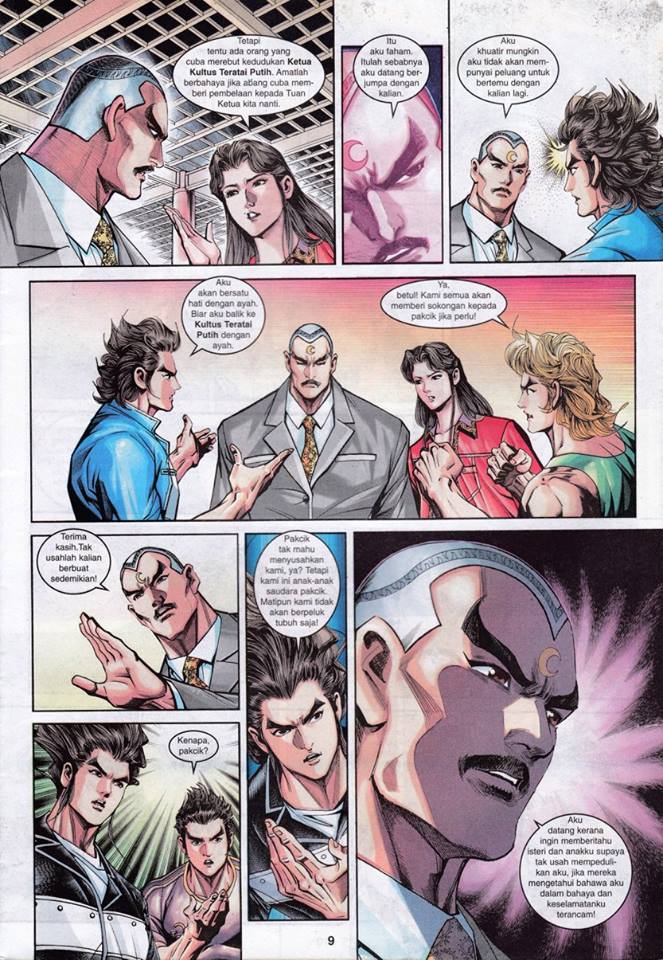 Tetapi
tentu ada orang yang
cuba merebut kedudukan Ketua
Kultus Teratai Putih. Amatlah
berbahaya jika abang cuba mem-
beri pembelaan kepada Tuan
Ketua kita nanti.
Itu
aku faham.
Itulah sebabnya
aku datang ber-
jumpa dengan
kalian.
Aku
khuatir mungkin
aku tidak akan mem-
punyai peluang untuk
bertemu dengan
kalian lagi.
Aku
akan bersatu
hati dengan ayah.
Biar aku balik ke
Kultus Teratai
Putih dengan
ayah.
Ya,
betul! Kami semua akan
memberi sokongan kepada
pakcik jika perlu!
Terima
kasih.Tak
usahlah kalian
berbuat
sedemikian!
Pakcik
tak mahu
menyusahkan
kami, ya? Tetapi
kami ini anak-anak
saudara pakcik.
Matipun kami tidak
akan berpeluk
tubuh saja!
Kenapa,
pakcik?
Aku
datang kerana
ingin memberitahu
isteri dan anakku supaya
tak usah mempeduli-
kan aku, jika mereka
mengetahui bahawa aku
dalam bahaya dan
keselamatanku
terancam!
9